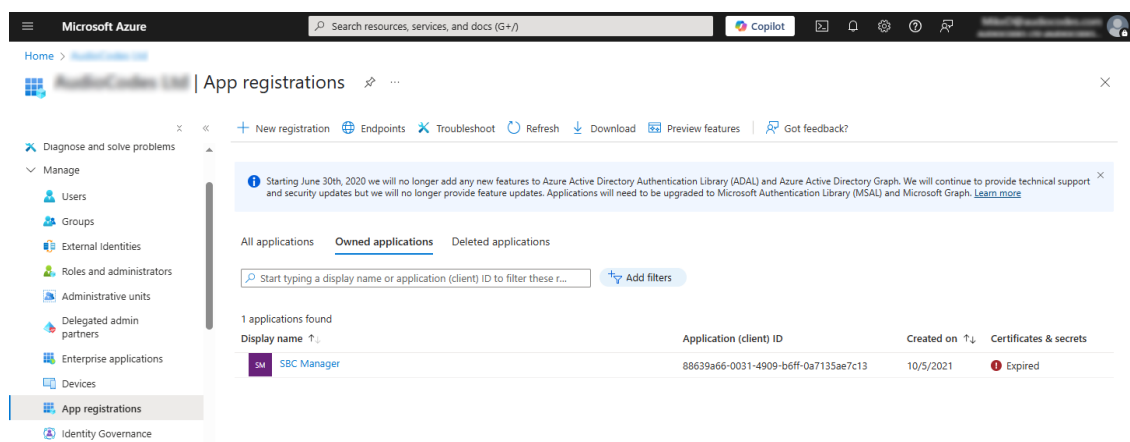 Microsoft Azure
Search resources, services, and docs (G+/)
Copilot
Home >
| App registrations
New registration
Endpoints
Troubleshoot
Refresh
Download
Preview features
Got feedback?
Diagnose and solve problems
Manage
Users
Groups
External Identities
Roles and administrators
Administrative units
Delegated admin
partners
Enterprise applications
Devices
App registrations
Identity Governance
Starting June 30th, 2020 we will no longer add any new features to Azure Active Directory Authentication Library (ADAL) and Azure Active Directory Graph. We will continue to provide technical support
and security updates but we will no longer provide feature updates. Applications will need to be upgraded to Microsoft Authentication Library (MSAL) and Microsoft Graph. Learn more
All applications Owned applications Deleted applications
Start typing a display name or application (client) ID to filter these r...
Add filters
1 applications found
Display name Application (client) ID Created on Certificates & secrets
SM SBC Manager 88639a66-0031-4909-b6ff-0a7135ae7c13 10/5/2021 Expired